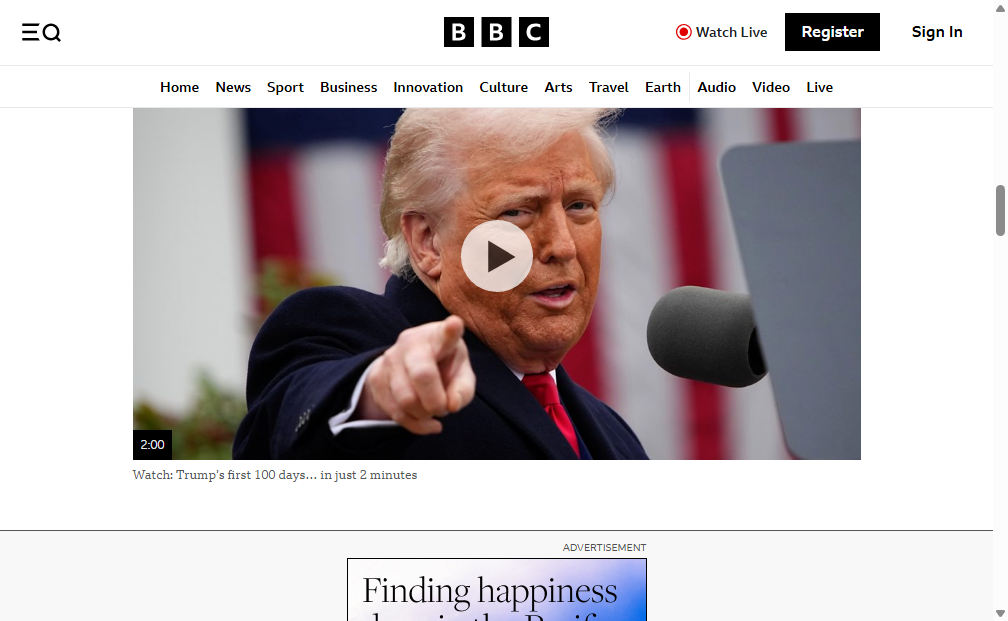 BBC
Watch Live
Register
Sign In
Home News Sport Business Innovation Culture Arts Travel Earth Audio Video Live
2:00
Watch: Trump's first 100 days... in just 2 minutes
ADVERTISEMENT
Finding happiness